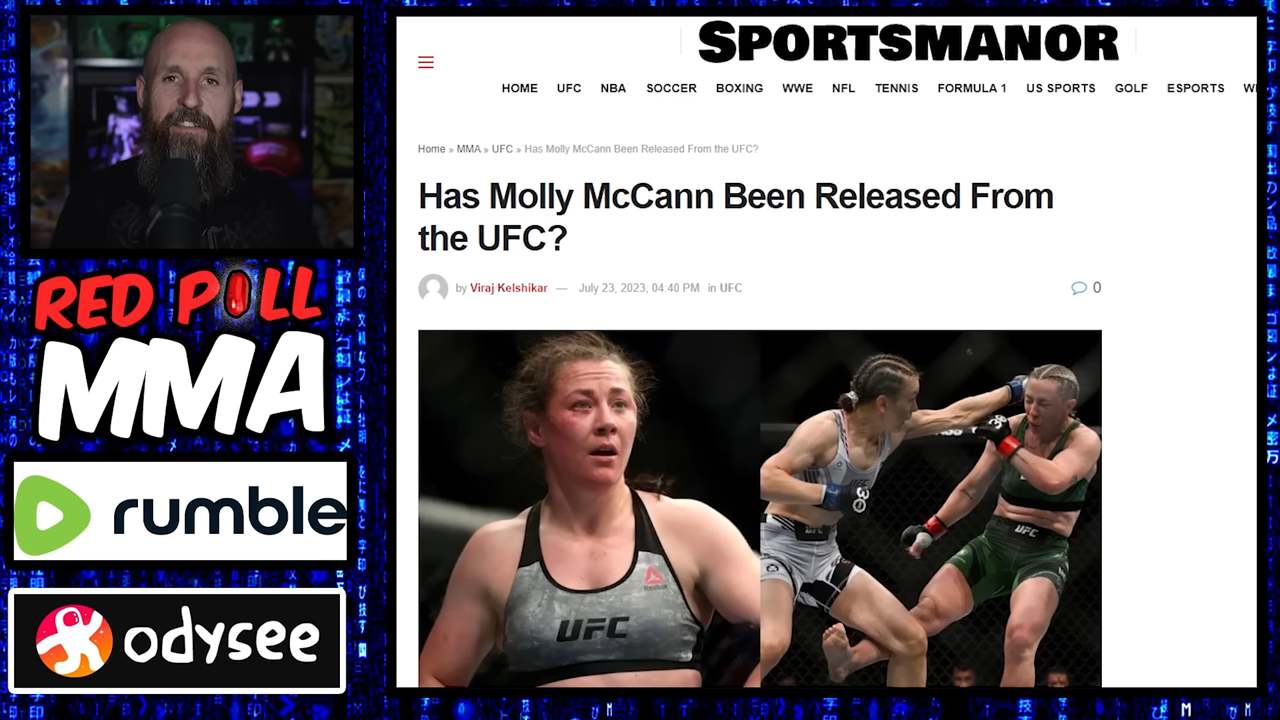 SPORTSMANOR
HOME UFC NBA SOCCER BOXING WWE NFL TENNIS FORMULA 1 US SPORTS GOLF ESPORTS
Home » MMA » UFC » Has Molly McCann Been Released From the UFC?
Has Molly McCann Been Released From
the UFC?
by Viraj Kelshikar — July 23, 2023, 04:40 PM in UFC
0
RED PILL
MMA
rumble
odysee
UFC
Reebok
UFC